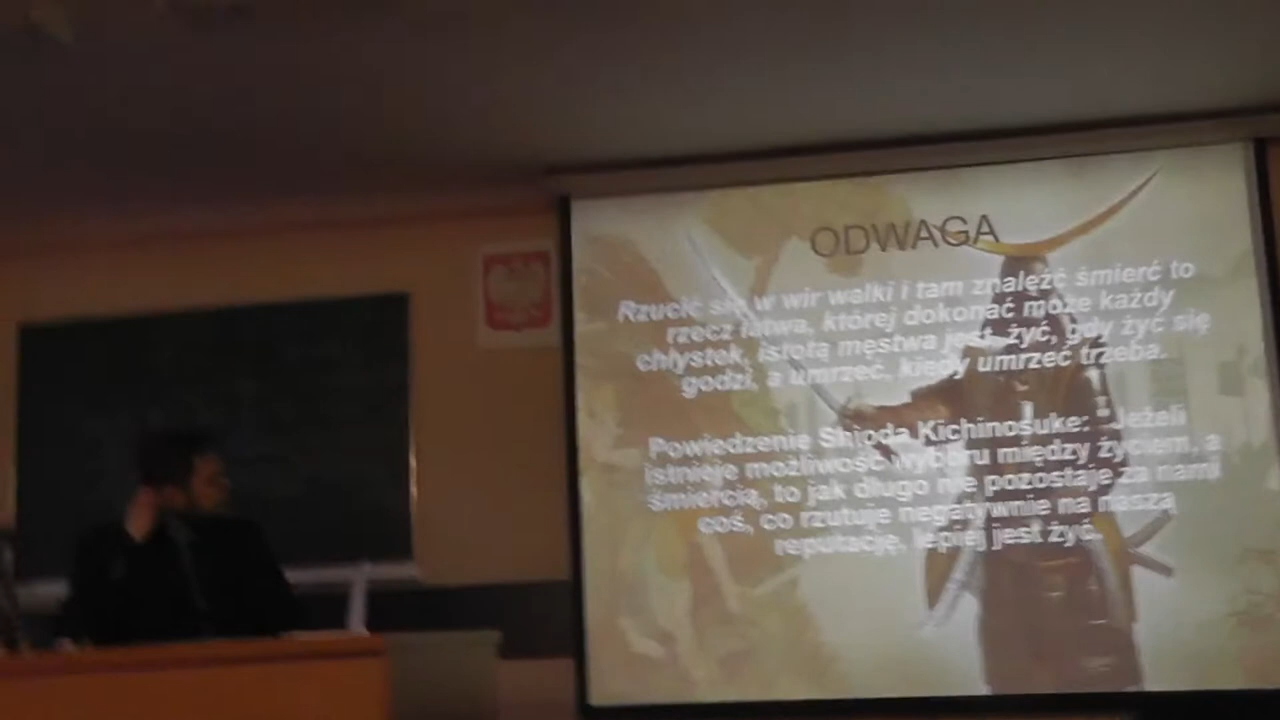 ODWAGA
Rzucić się w wir walki i tam znaleźć śmierć to
rzecz łatwa, której dokonać może każdy
chłystek. Istotą męstwa jest żyć, gdy żyć się
godzi, a umrzeć, kiedy umrzeć trzeba.
Powiedzenie Shioda Kichinosuke: Jeżeli
istnieje możliwość wyboru między życiem, a
śmiercią, to jak długo nie pozostaje za nami
coś, co rzutuje negatywnie na naszą
reputację, lepiej jest żyć.